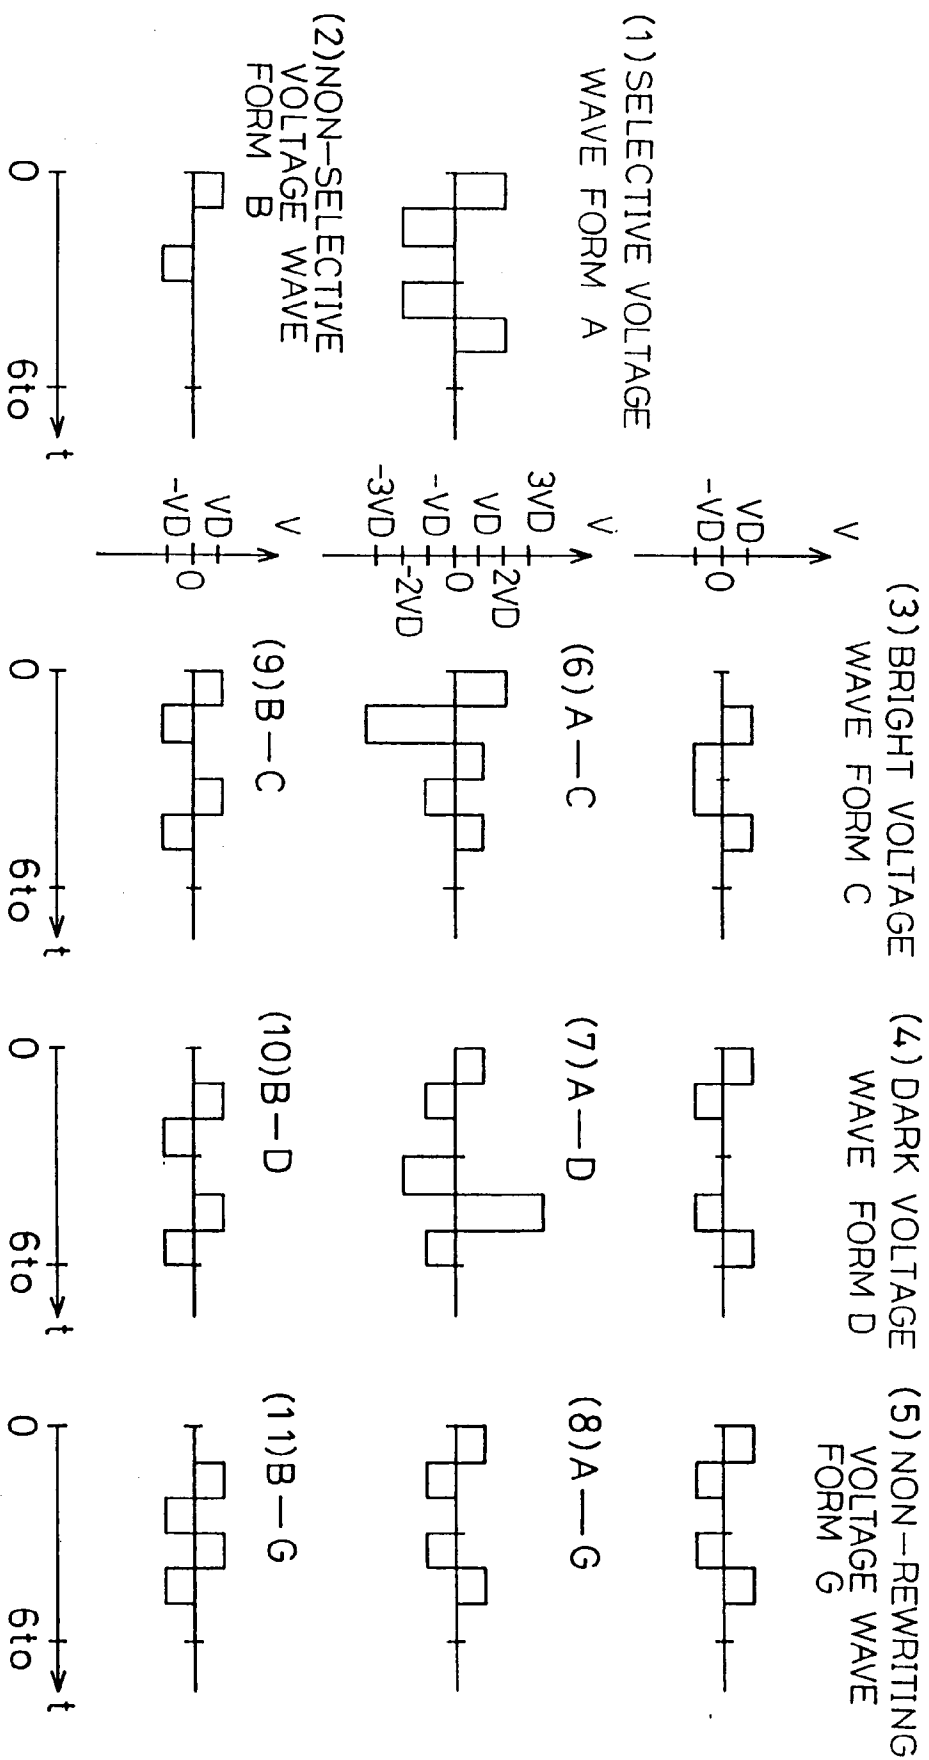 (3) BRIGHT VOLTAGE
WAVE FORM C
(4) DARK VOLTAGE
WAVE FORM D
(5) NON-REWRITING
VOLTAGE WAVE
FORM G
V
VD
0
-VD
(1) SELECTIVE VOLTAGE
WAVE FORM A
V
3VD
2VD
VD
0
-VD
-2VD
-3VD
(6) A-C
(7) A-D
(8) A-G
(2) NON-SELECTIVE
VOLTAGE WAVE
FORM B
V
VD
0
-VD
(9) B-C
(10) B-D
(11) B-G
0 6to t
0 6to t
0 6to t
0 6to t